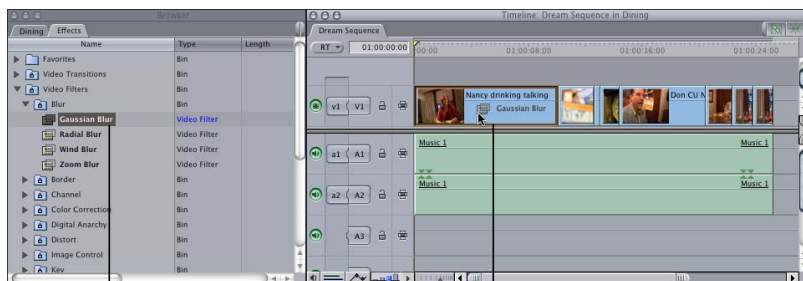 Browser
Dining
Effects
Name
Type
Length
Favorites
Bin
Video Transitions
Bin
Video Filters
Bin
Blur
Bin
Gaussian Blur
Video Filter
Radial Blur
Video Filter
Wind Blur
Video Filter
Zoom Blur
Video Filter
Border
Bin
Channel
Bin
Color Correction
Bin
Digital Anarchy
Bin
Distort
Bin
Image Control
Bin
Key
Bin
Timeline: Dream Sequence in Dining
Dream Sequence
RT
01:00:00:00
00:00
01:00:08:00
01:00:16:00
01:00:24:00
v1
V1
Nancy drinking talking
Gaussian Blur
Don CU N
a1
A1
Music 1
Music 1
a2
A2
Music 1
Music 1
A3